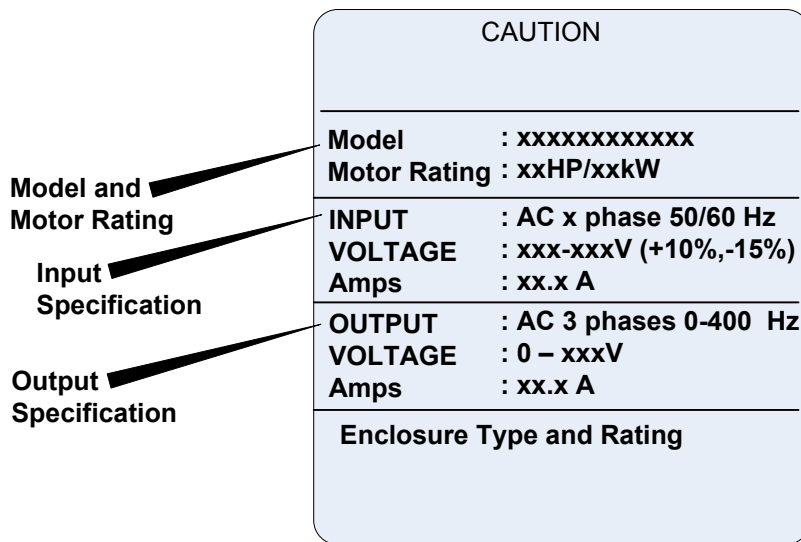 CAUTION
Model : xxxxxxxxxxxx
Motor Rating : xxHP/xxkW
Model and
Motor Rating
INPUT : AC x phase 50/60 Hz
VOLTAGE : xxx-xxxV (+10%,-15%)
Amps : xx.x A
Input
Specification
OUTPUT : AC 3 phases 0-400 Hz
VOLTAGE : 0 – xxxV
Amps : xx.x A
Output
Specification
Enclosure Type and Rating